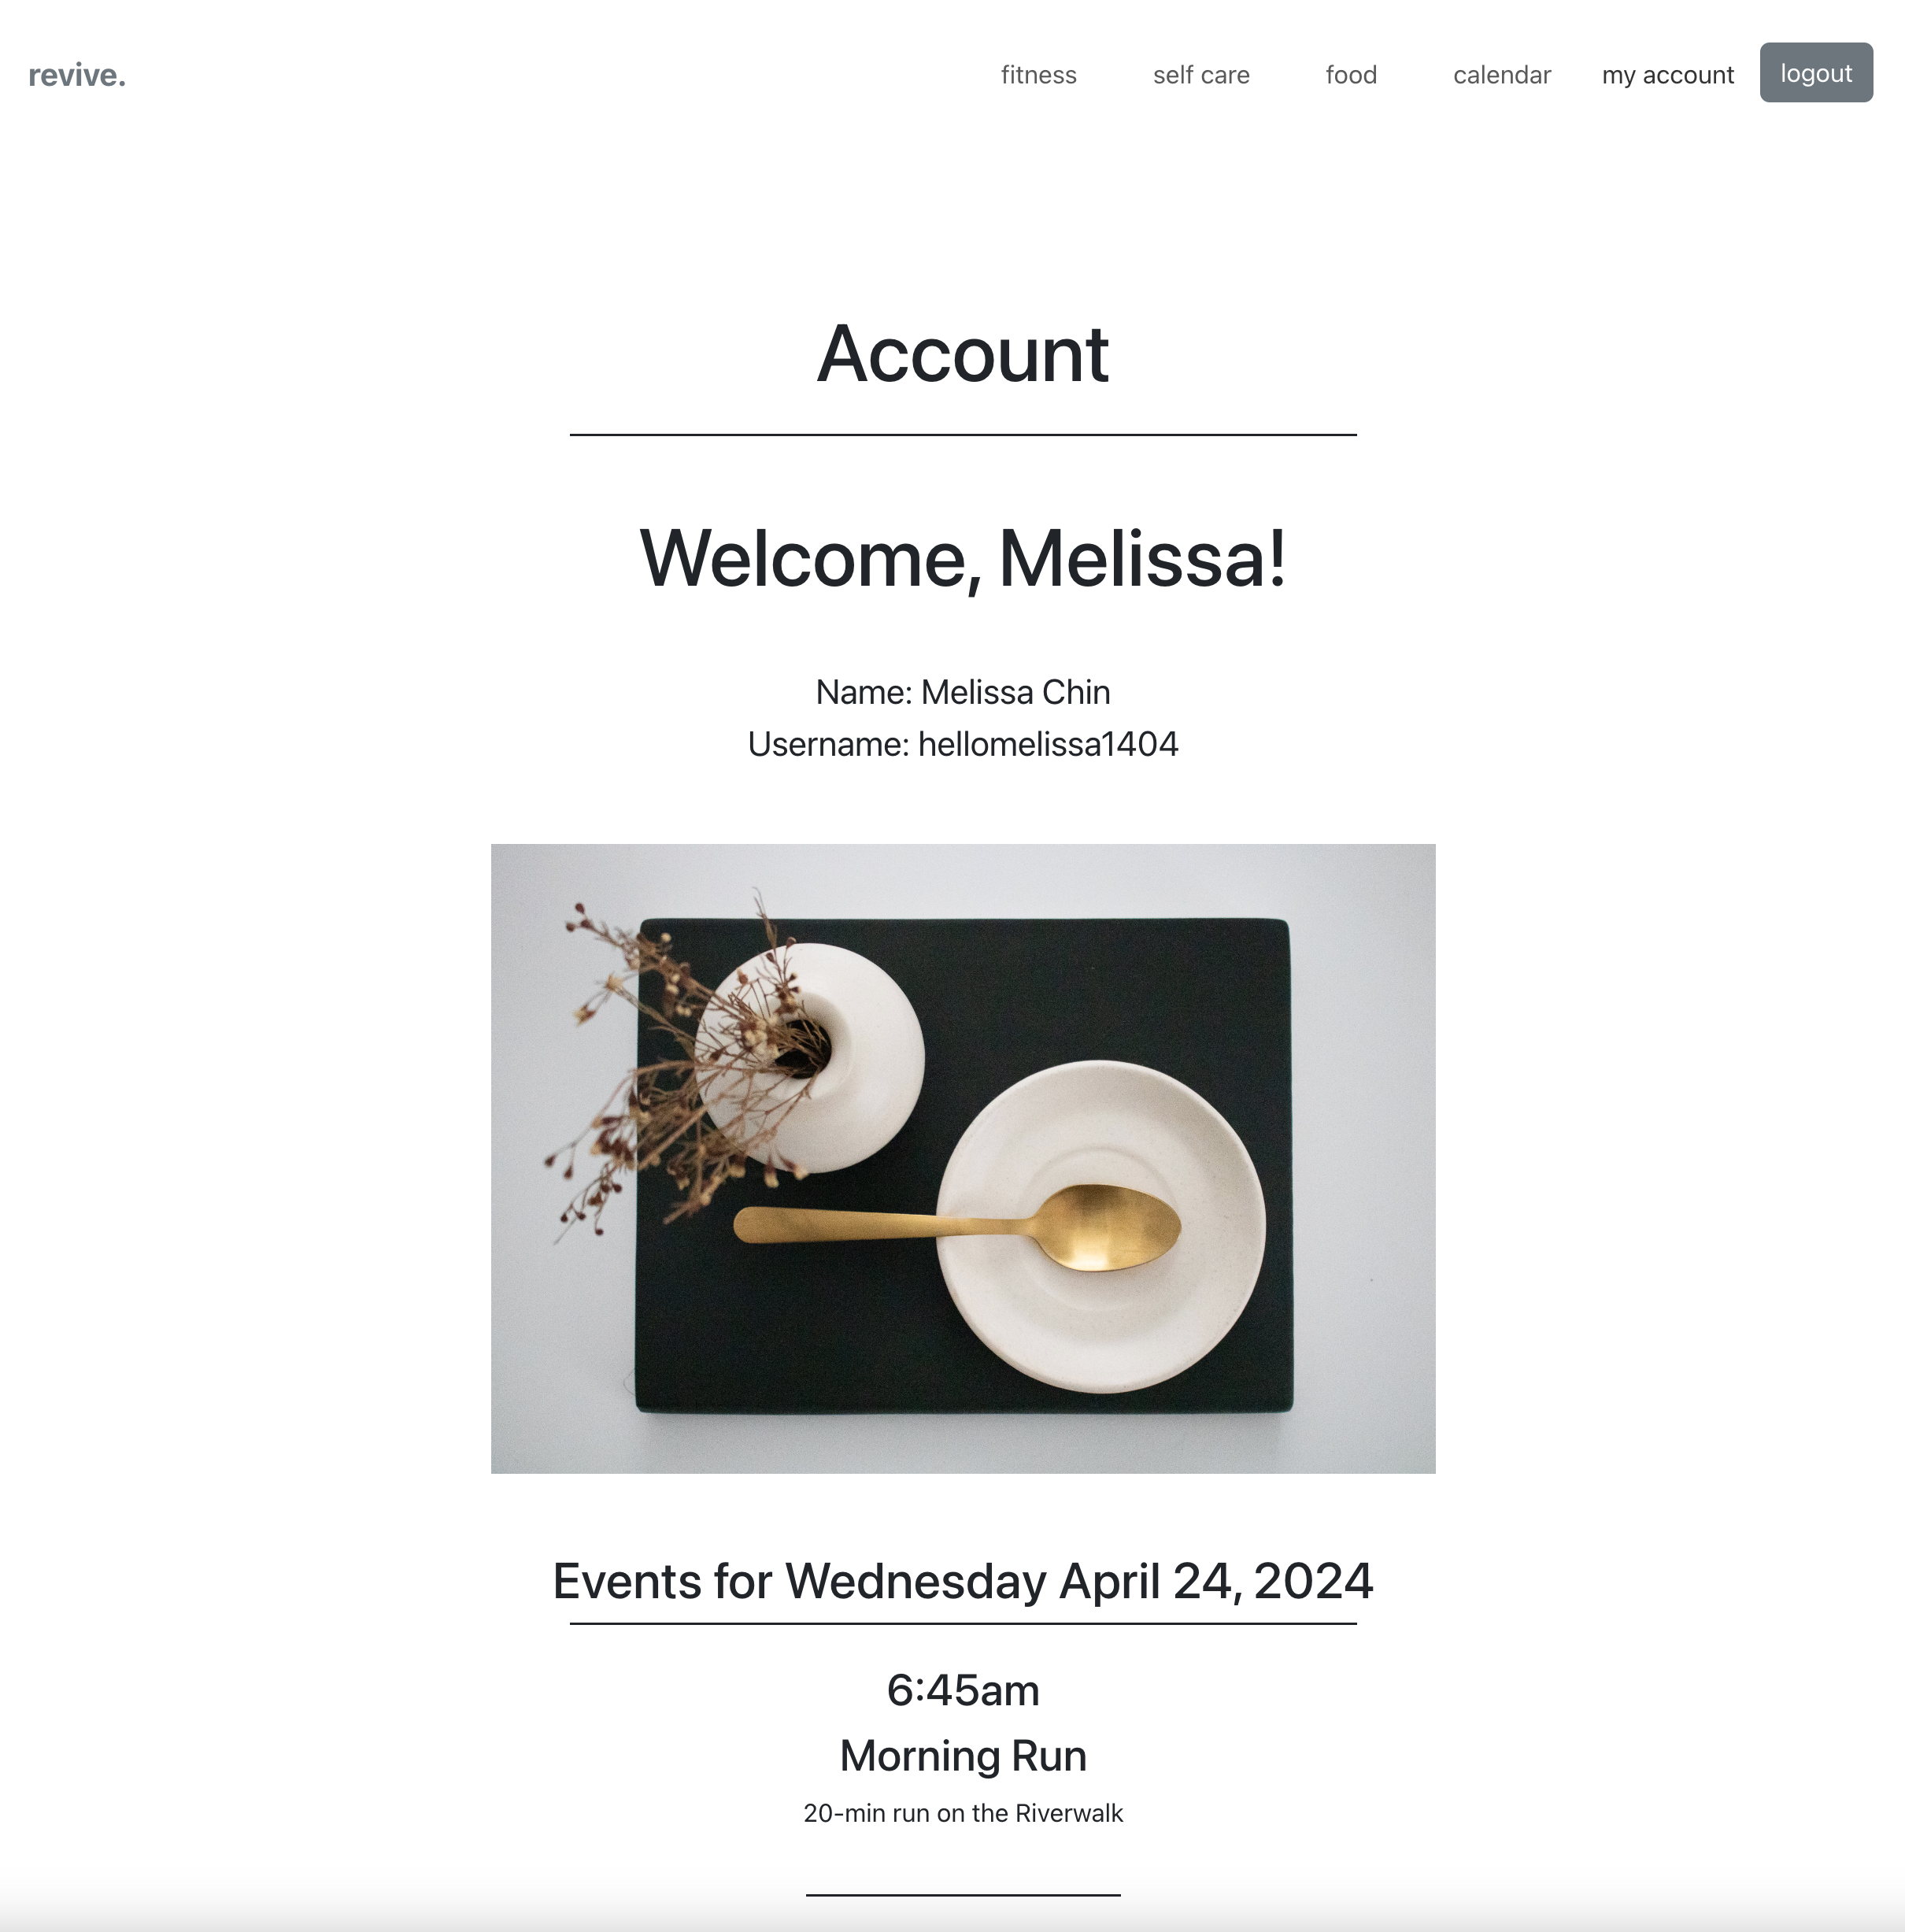 revive.
fitness self care food calendar my account logout
Account
Welcome, Melissa!
Name: Melissa Chin
Username: hellomelissa1404
Events for Wednesday April 24, 2024
6:45am
Morning Run
20-min run on the Riverwalk